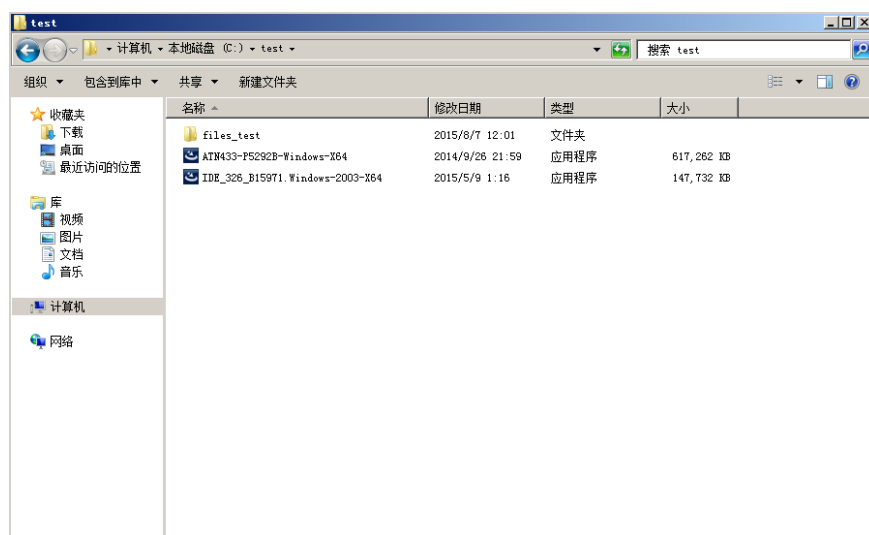 test
计算机 本地磁盘 (C:) test
搜索 test
组织 包含到库中 共享 新建文件夹
名称 修改日期 类型 大小
收藏夹
下载
桌面
最近访问的位置
库
视频
图片
文档
音乐
计算机
网络
files_test 2015/8/7 12:01 文件夹
ATN433-P5292B-Windows-X64 2014/9/26 21:59 应用程序 617,262 KB
IDE_326_B15971.Windows-2003-X64 2015/5/9 1:16 应用程序 147,732 KB